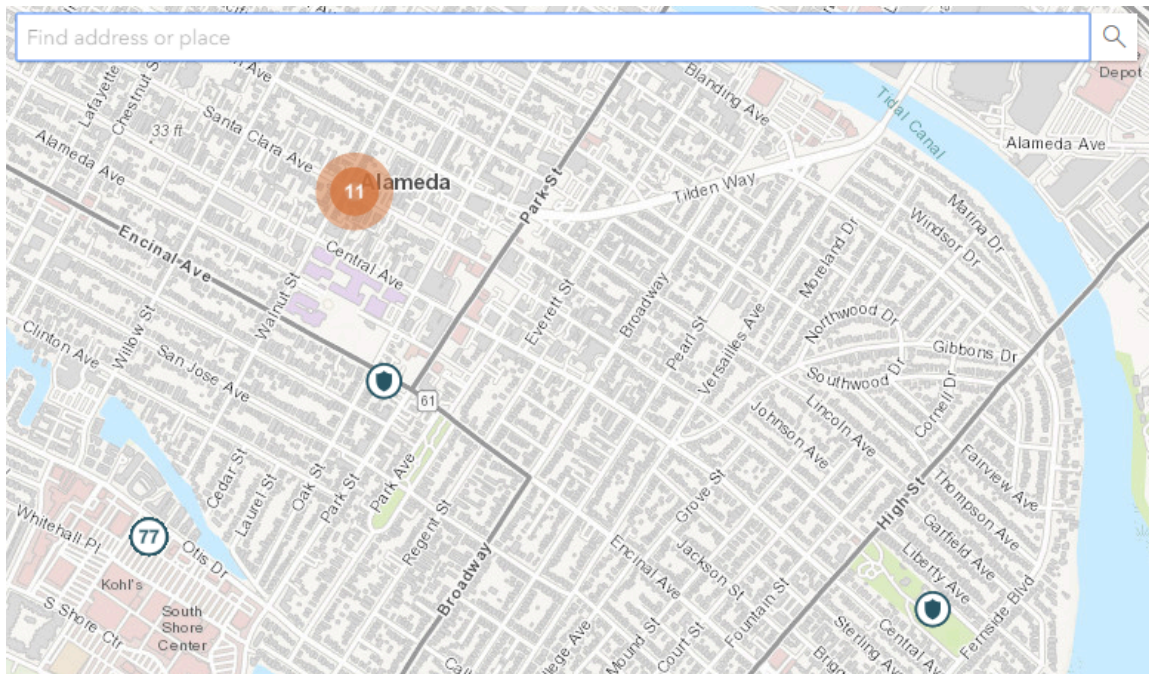 Find address or place
Depot
Lafayette
Chestnut S
Ave
Blanding Ave
Tidal Canal
Alameda Ave
33 ft
Santa Clara Ave
Alameda Ave
11
Alameda
Park St
Tilden Way
Marina Dr
Windsor Dr
Moreland Dr
Encinal Ave
Central Ave
Walnut St
Willow St
Everett St
Broadway
Pearl St
Versailles Ave
Northwood Dr
Gibbons Dr
Southwood Dr
Cornell Dr
Clinton Ave
San Jose Ave
61
Lincoln Ave
Johnson Ave
Cedar St
Laurel St
Oak St
Park St
Park Ave
Regent St
Grove St
High St
Fairview Ave
Thompson Ave
Garfield Ave
Liberty Ave
77
Whitehall Pl
Otis Dr
Kohl's
South
Shore
Center
S Shore Ctr
Broadway
Encinal Ave
Jackson St
Fountain St
Court St
Mound St
llege Ave
Sterling Ave
Central Av
Fernside Blvd